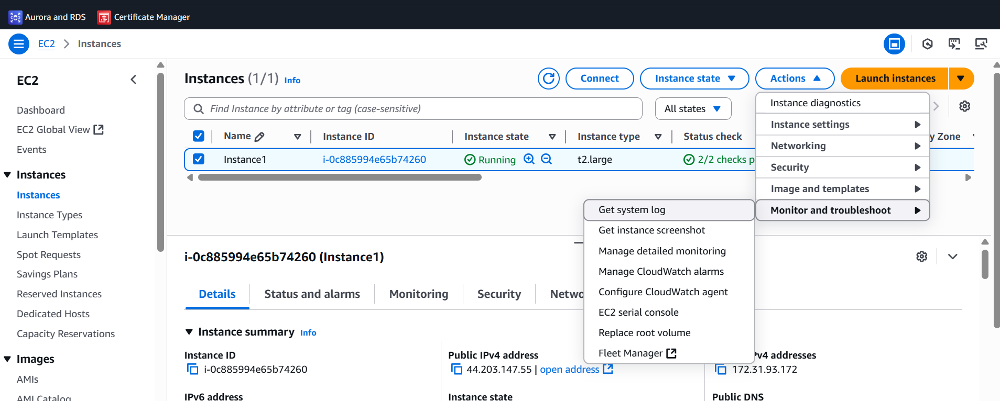 Aurora and RDS Certificate Manager
EC2 Instances
EC2
Dashboard
EC2 Global View
Events
Instances
Instances
Instance Types
Launch Templates
Spot Requests
Savings Plans
Reserved Instances
Dedicated Hosts
Capacity Reservations
Images
AMIs
AMI Catalog
Instances (1/1) Info
Connect
Instance state
Actions
Launch instances
Find Instance by attribute or tag (case-sensitive)
All states
Name Instance ID Instance state Instance type Status check y Zone
Instance1 i-0c885994e65b74260 Running t2.large 2/2 checks p
Instance diagnostics
Instance settings
Networking
Security
Image and templates
Monitor and troubleshoot
Get system log
Get instance screenshot
Manage detailed monitoring
Manage CloudWatch alarms
Configure CloudWatch agent
EC2 serial console
Replace root volume
Fleet Manager
i-0c885994e65b74260 (Instance1)
Details Status and alarms Monitoring Security Netwo
Instance summary Info
Instance ID
i-0c885994e65b74260
Public IPv4 address
44.203.147.55 | open address
Pv4 addresses
172.31.93.172
IPv6 address
Instance state
Public DNS